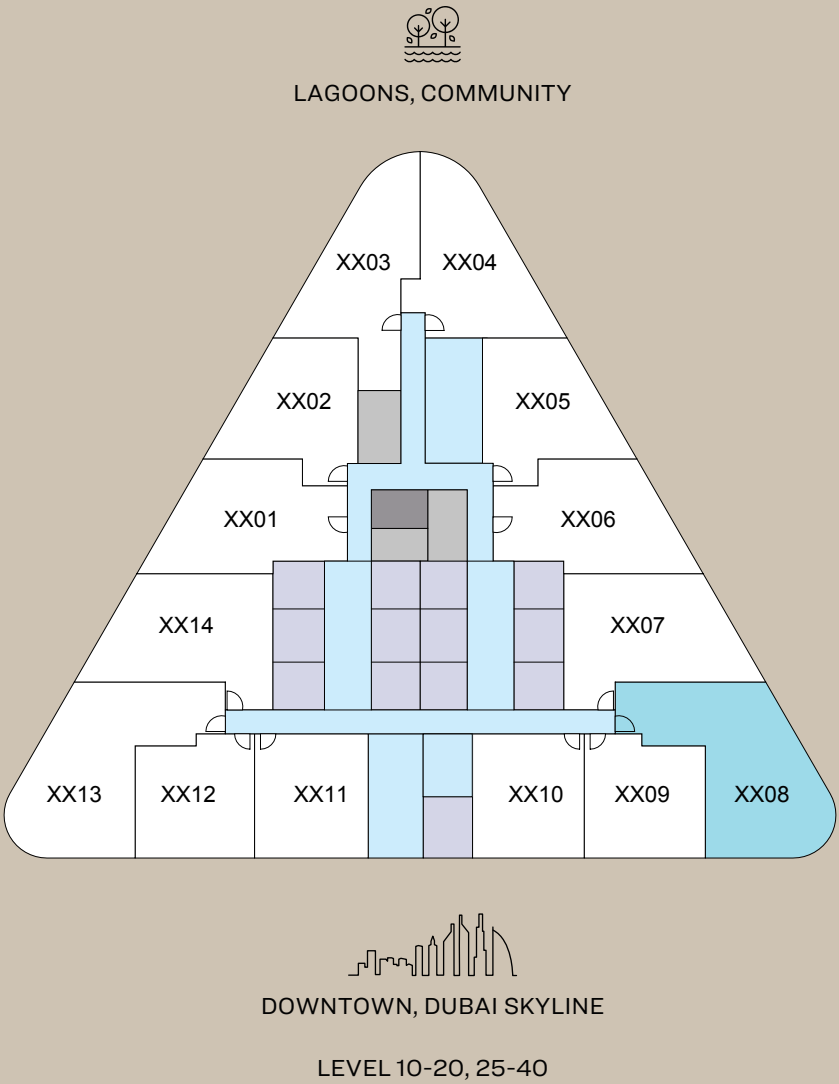 LAGOONS, COMMUNITY
XX03
XX04
XX02
XX05
XX01
XX06
XX14
XX07
XX13
XX12
XX11
XX10
XX09
XX08
DOWNTOWN, DUBAI SKYLINE
LEVEL 10-20, 25-40